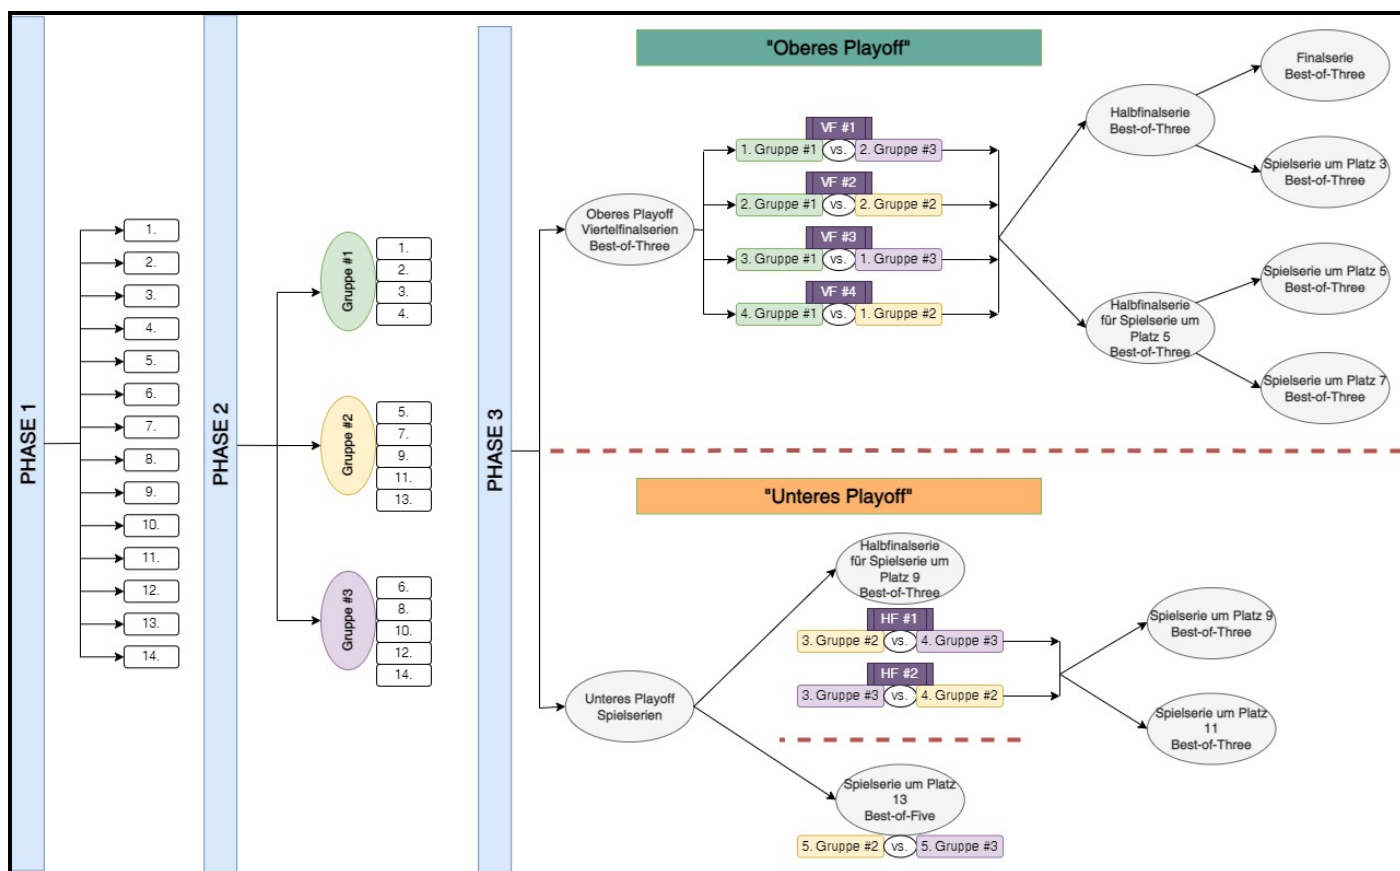 PHASE 1
1.
2.
3.
4.
5.
6.
7.
8.
9.
10.
11.
12.
13.
14.
PHASE 2
Gruppe #1
1.
2.
3.
4.
Gruppe #2
5.
7.
9.
11.
13.
Gruppe #3
6.
8.
10.
12.
14.
PHASE 3
"Oberes Playoff"
Oberes Playoff
Viertelfinalserien
Best-of-Three
VF #1
1. Gruppe #1 vs. 2. Gruppe #3
VF #2
2. Gruppe #1 vs. 2. Gruppe #2
VF #3
3. Gruppe #1 vs. 1. Gruppe #3
VF #4
4. Gruppe #1 vs. 1. Gruppe #2
Halbfinalserie
Best-of-Three
Finalserie
Best-of-Three
Spielserie um Platz 3
Best-of-Three
Halbfinalserie
für Spielserie um
Platz 5
Best-of-Three
Spielserie um Platz 5
Best-of-Three
Spielserie um Platz 7
Best-of-Three
"Unteres Playoff"
Unteres Playoff
Spielserien
Halbfinalserie
für Spielserie um
Platz 9
Best-of-Three
HF #1
3. Gruppe #2 vs. 4. Gruppe #3
HF #2
3. Gruppe #3 vs. 4. Gruppe #2
Spielserie um Platz 9
Best-of-Three
Spielserie um Platz
11
Best-of-Three
Spielserie um Platz
13
Best-of-Five
5. Gruppe #2 vs. 5. Gruppe #3